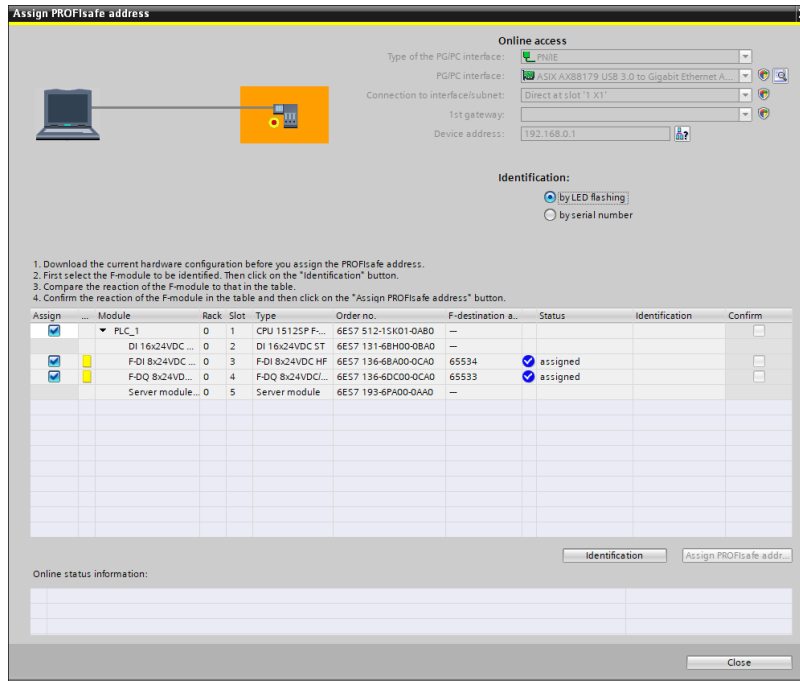 Assign PROFIsafe address
Online access
Type of the PG/PC interface: PN/IE
PG/PC interface: ASIX AX88179 USB 3.0 to Gigabit Ethernet A...
Connection to interface/subnet: Direct at slot '1 X1'
1st gateway:
Device address: 192.168.0.1
Identification:
by LED flashing
by serial number
1. Download the current hardware configuration before you assign the PROFIsafe address.
2. First select the F-module to be identified. Then click on the "Identification" button.
3. Compare the reaction of the F-module to that in the table.
4. Confirm the reaction of the F-module in the table and then click on the "Assign PROFIsafe address" button.
Assign ... Module Rack Slot Type Order no. F-destination a.. Status Identification Confirm
PLC_1 0 1 CPU 1512SP F-... 6ES7 512-1SK01-0AB0 —
DI 16x24VDC ... 0 2 DI 16x24VDC ST 6ES7 131-6BH00-0BA0 —
F-DI 8x24VDC ... 0 3 F-DI 8x24VDC HF 6ES7 136-6BA00-0CA0 65534 assigned
F-DQ 8x24VD... 0 4 F-DQ 8x24VDC/... 6ES7 136-6DC00-0CA0 65533 assigned
Server module... 0 5 Server module 6ES7 193-6PA00-0AA0 —
Identification Assign PROFIsafe addr...
Online status information:
Close